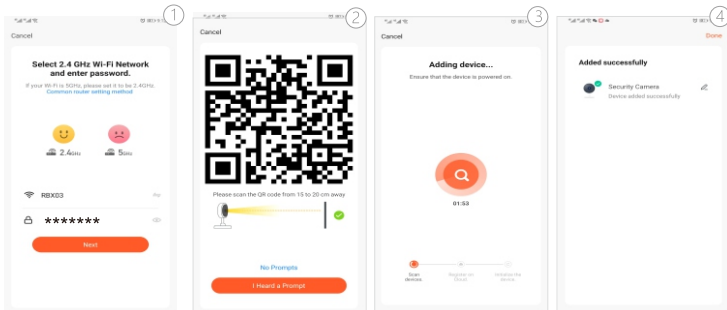 ①
Cancel
Select 2.4 GHz Wi-Fi Network
and enter password.
If your Wi-Fi is 5GHz, please set it to be 2.4GHz.
Common router setting method
2.4GHz
5GHz
RBX03
*******
Next
②
Cancel
Please scan the QR code from 15 to 20 cm away
No Prompts
I Heard a Prompt
③
Cancel
Adding device...
Ensure that the device is powered on.
01:53
Scan
devices
Register on
Cloud
Initialize the
device
④
Done
Added successfully
Security Camera
Device added successfully